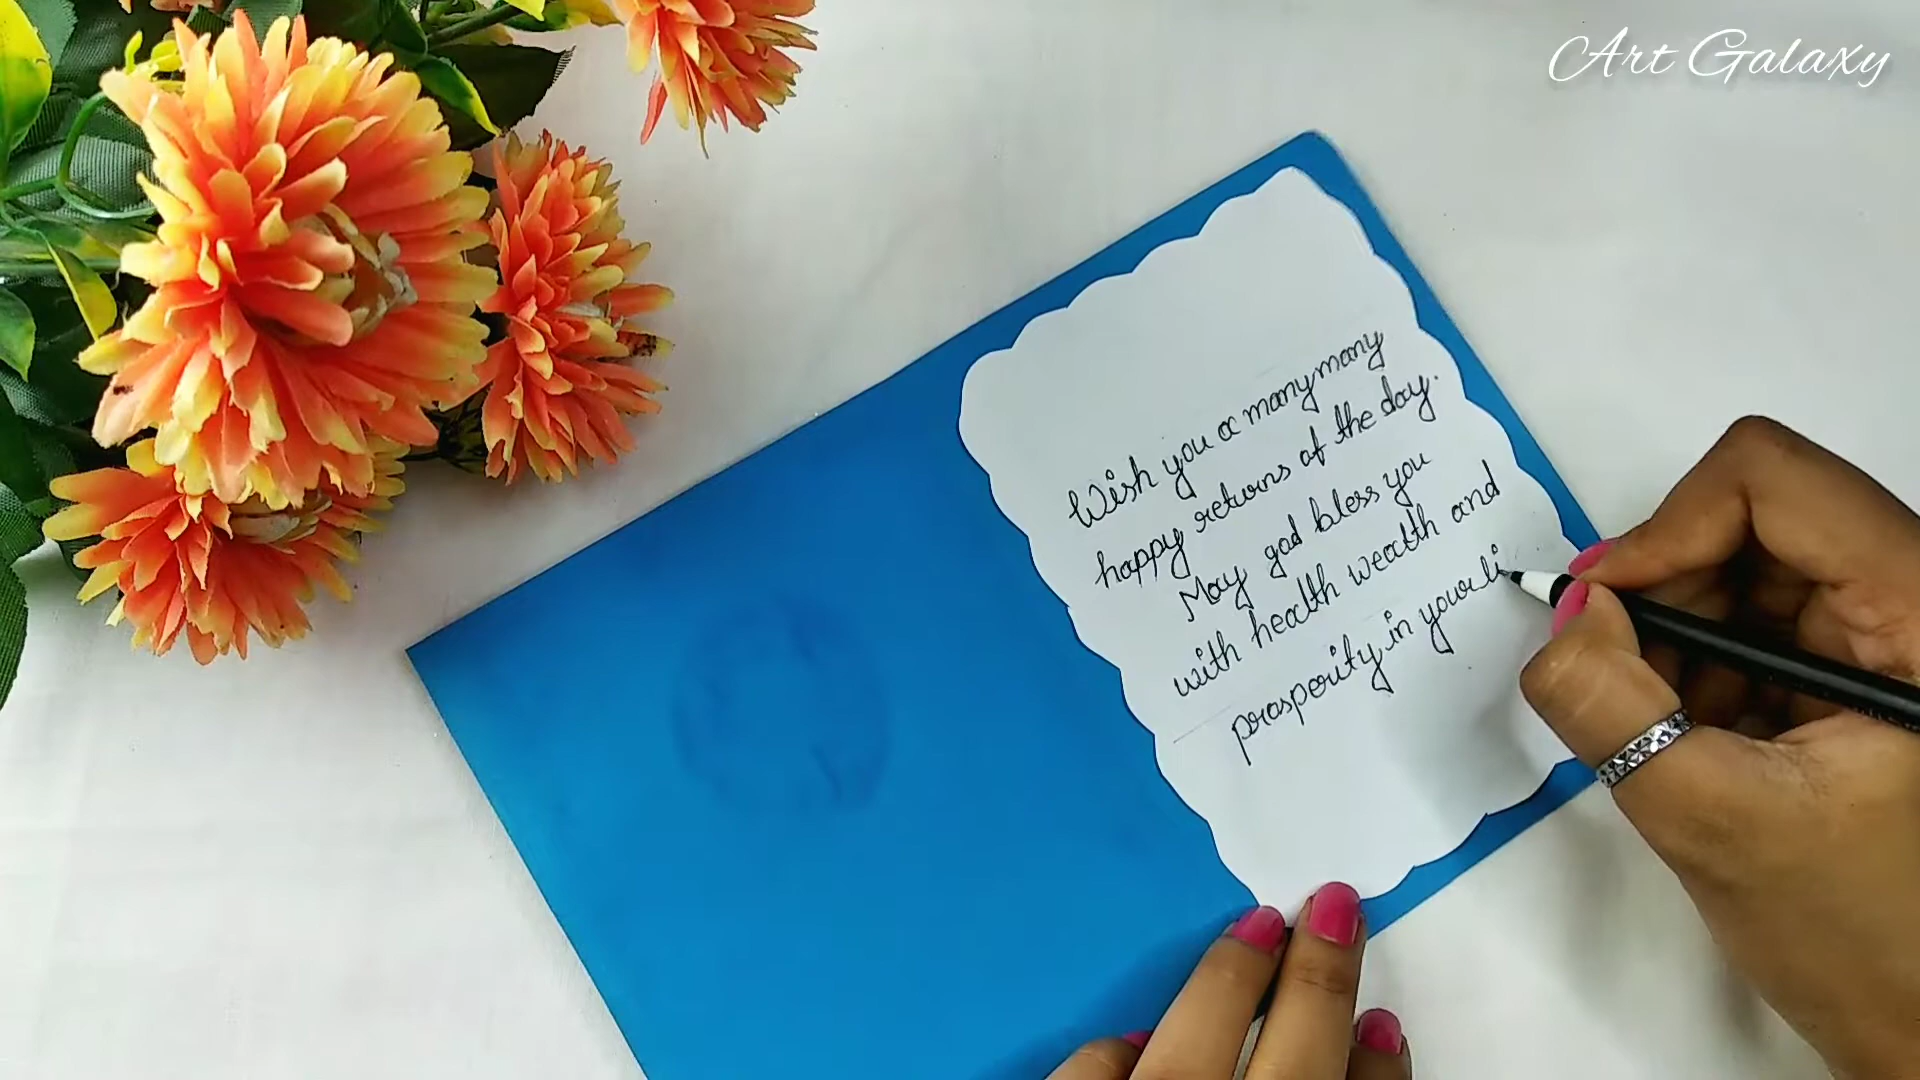 Art Galaxy
Wish you a many many
happy returns of the day.
May god bless you
with health wealth and
prosperity in your li